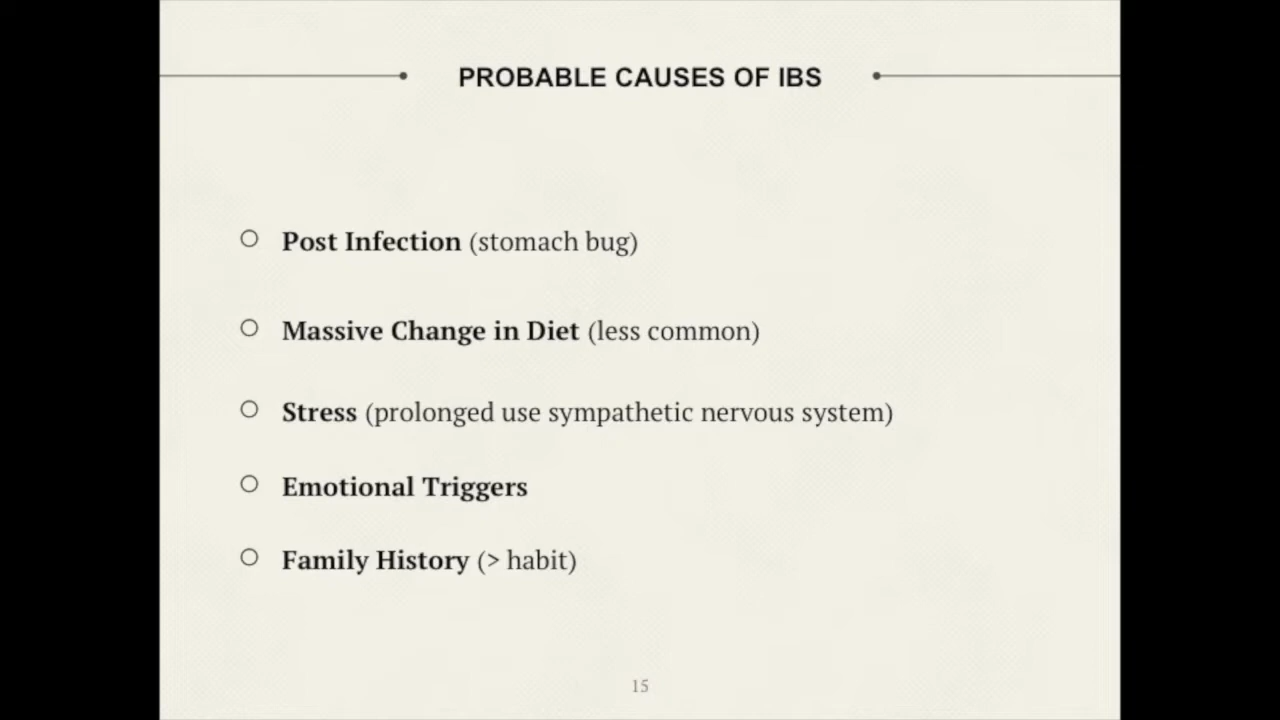 PROBABLE CAUSES OF IBS
Post Infection (stomach bug)
Massive Change in Diet (less common)
Stress (prolonged use sympathetic nervous system)
Emotional Triggers
Family History (> habit)
15